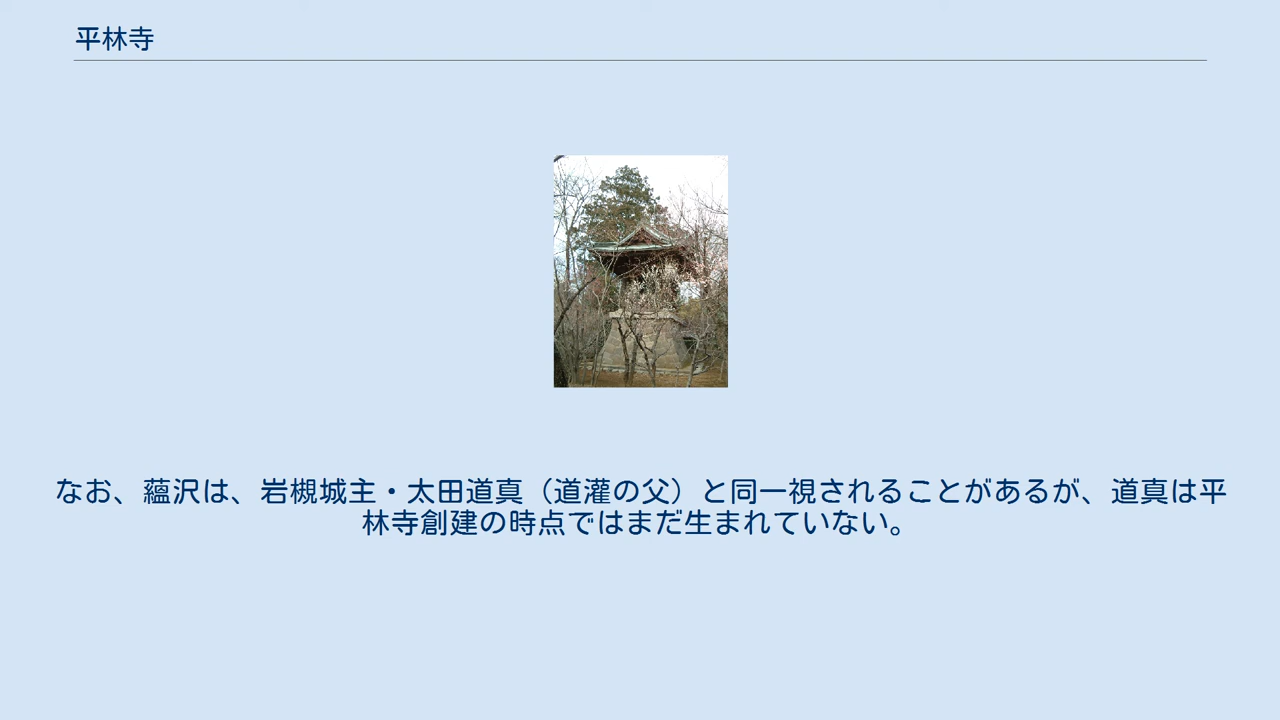 平林寺
なお、蘊沢は、岩槻城主・太田道真（道灌の父）と同一視されることがあるが、道真は平
林寺創建の時点ではまだ生まれていない。